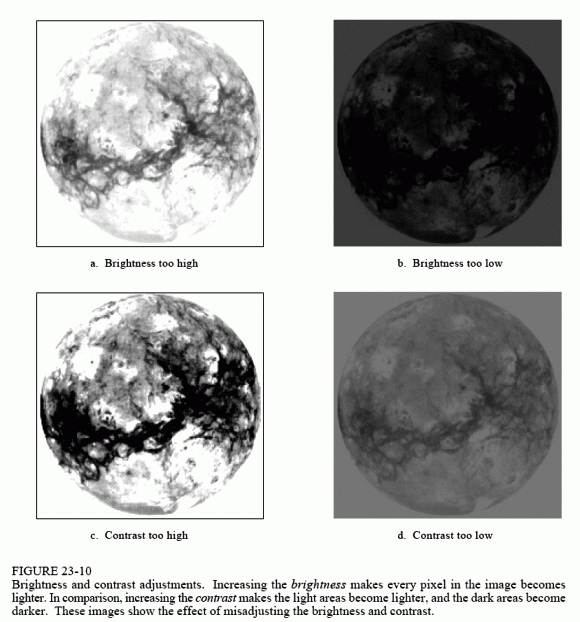 a. Brightness too high
b. Brightness too low
c. Contrast too high
d. Contrast too low
FIGURE 23-10
Brightness and contrast adjustments. Increasing the brightness makes every pixel in the image becomes
lighter. In comparison, increasing the contrast makes the light areas become lighter, and the dark areas become
darker. These images show the effect of misadjusting the brightness and contrast.